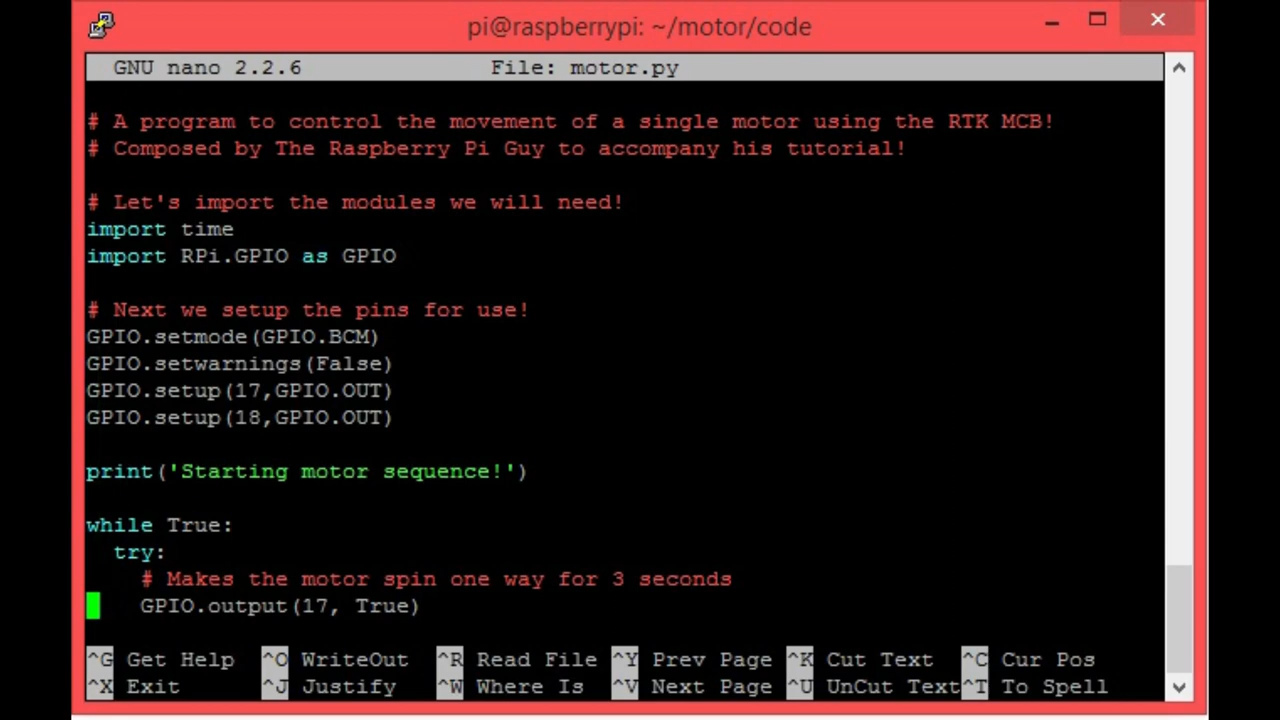 pi@raspberrypi: ~/motor/code
GNU nano 2.2.6 File: motor.py
# A program to control the movement of a single motor using the RTK MCB!
# Composed by The Raspberry Pi Guy to accompany his tutorial!
# Let's import the modules we will need!
import time
import RPi.GPIO as GPIO
# Next we setup the pins for use!
GPIO.setmode(GPIO.BCM)
GPIO.setwarnings(False)
GPIO.setup(17,GPIO.OUT)
GPIO.setup(18,GPIO.OUT)
print('Starting motor sequence!')
while True:
  try:
    # Makes the motor spin one way for 3 seconds
    GPIO.output(17, True)
^G Get Help ^O WriteOut ^R Read File ^Y Prev Page ^K Cut Text ^C Cur Pos
^X Exit ^J Justify ^W Where Is ^V Next Page ^U UnCut Text ^T To Spell